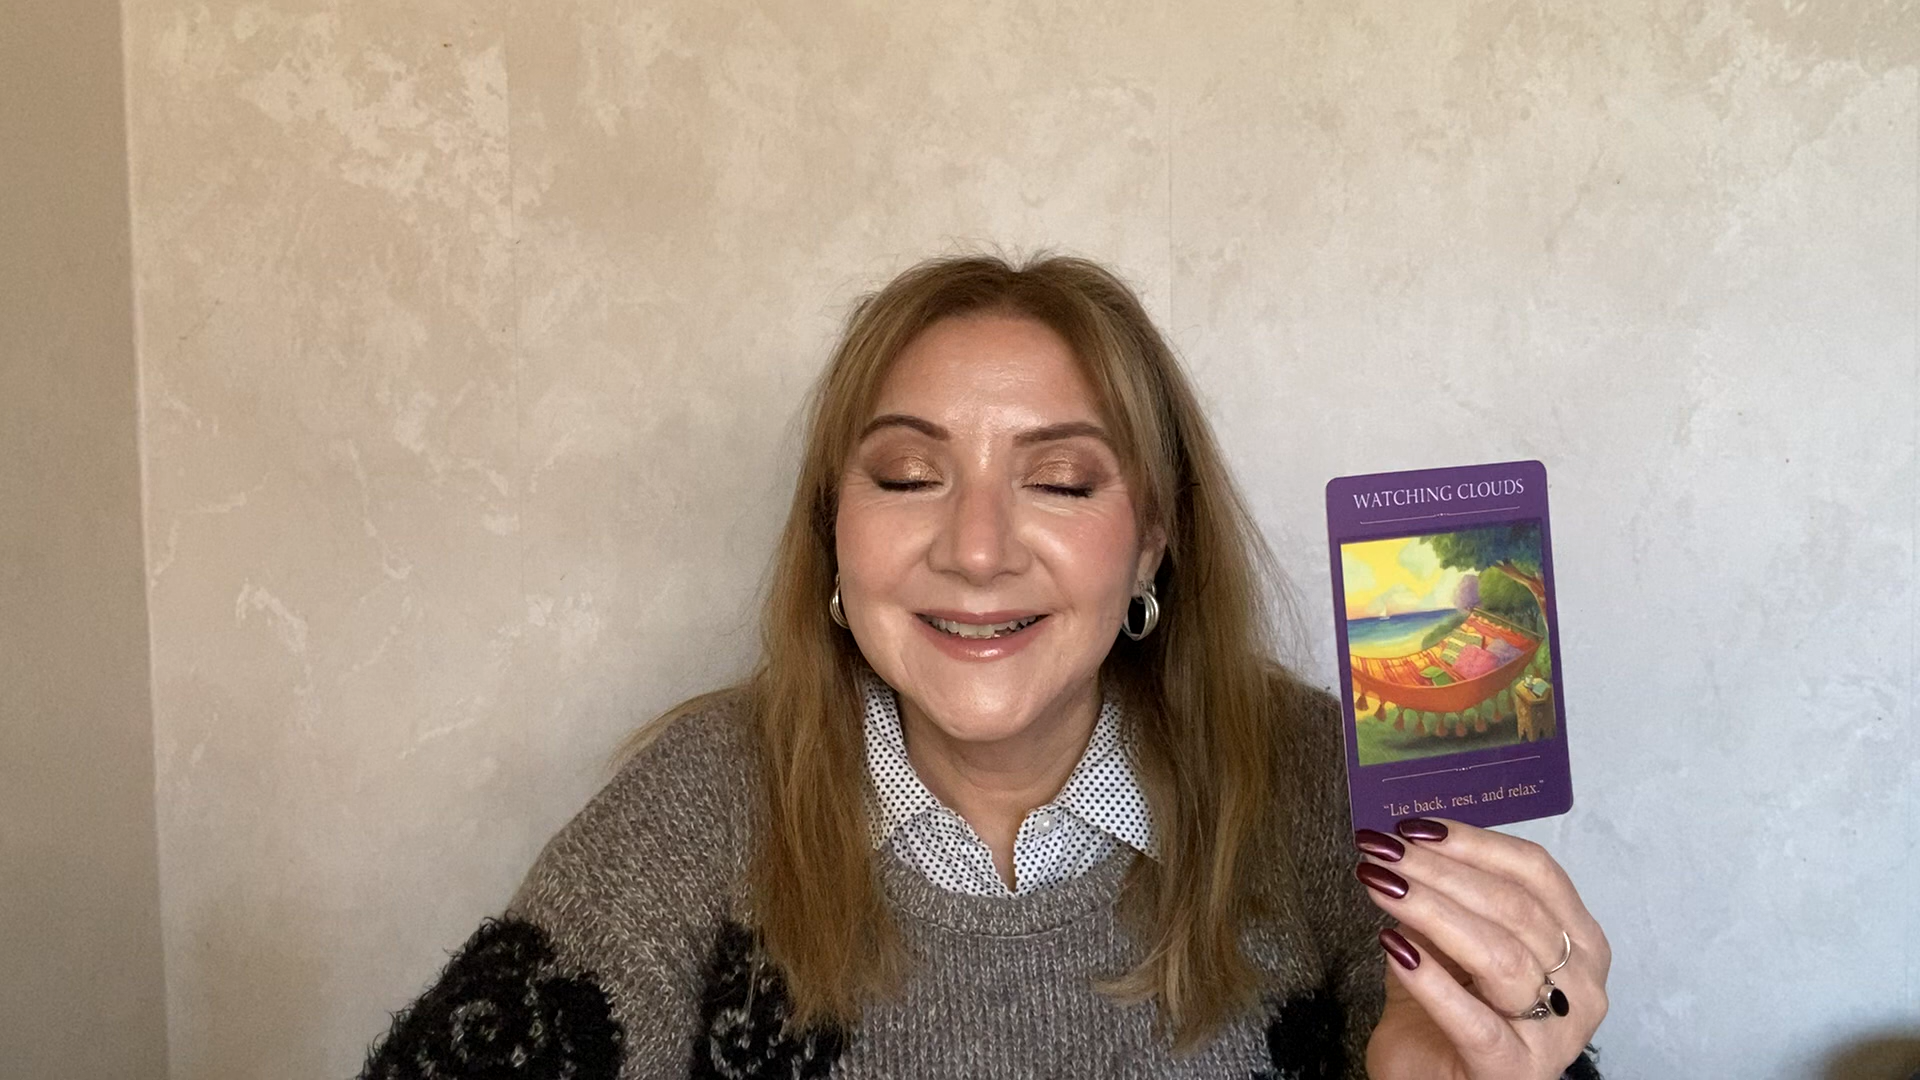 WATCHING CLOUDS
"Lie back, rest, and relax."